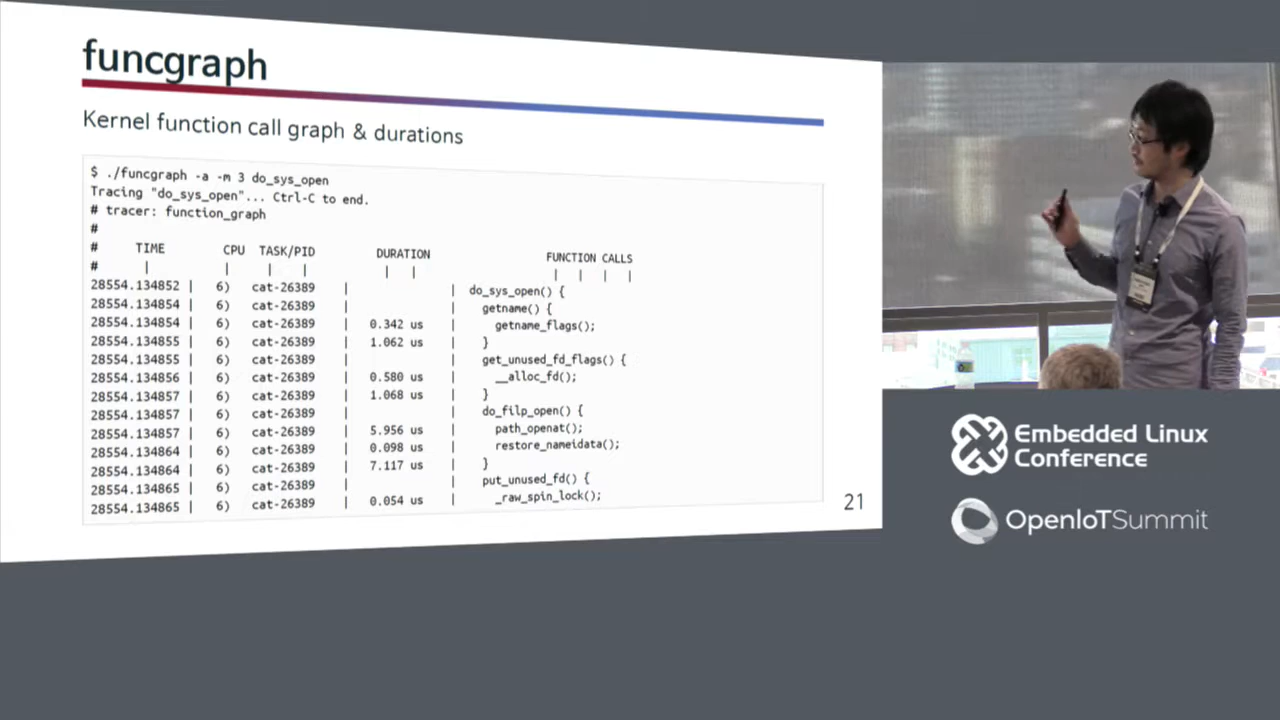 funcgraph
Kernel function call graph & durations
$ ./funcgraph -a -m 3 do_sys_open
Tracing "do_sys_open"... Ctrl-C to end.
# tracer: function_graph
#
#     TIME        CPU  TASK/PID         DURATION                  FUNCTION CALLS
#      |          |     |    |           |   |                     |   |   |   |
28554.134852 |   6)   cat-26389    |               |  do_sys_open() {
28554.134854 |   6)   cat-26389    |               |    getname() {
28554.134854 |   6)   cat-26389    |   0.342 us    |      getname_flags();
28554.134855 |   6)   cat-26389    |   1.062 us    |    }
28554.134855 |   6)   cat-26389    |               |    get_unused_fd_flags() {
28554.134856 |   6)   cat-26389    |   0.580 us    |      __alloc_fd();
28554.134857 |   6)   cat-26389    |   1.068 us    |    }
28554.134857 |   6)   cat-26389    |               |    do_filp_open() {
28554.134857 |   6)   cat-26389    |   5.956 us    |      path_openat();
28554.134864 |   6)   cat-26389    |   0.098 us    |      restore_nameidata();
28554.134864 |   6)   cat-26389    |   7.117 us    |    }
28554.134865 |   6)   cat-26389    |               |    put_unused_fd() {
28554.134865 |   6)   cat-26389    |   0.054 us    |      _raw_spin_lock();
21
Embedded Linux
Conference
OpenIoTSummit